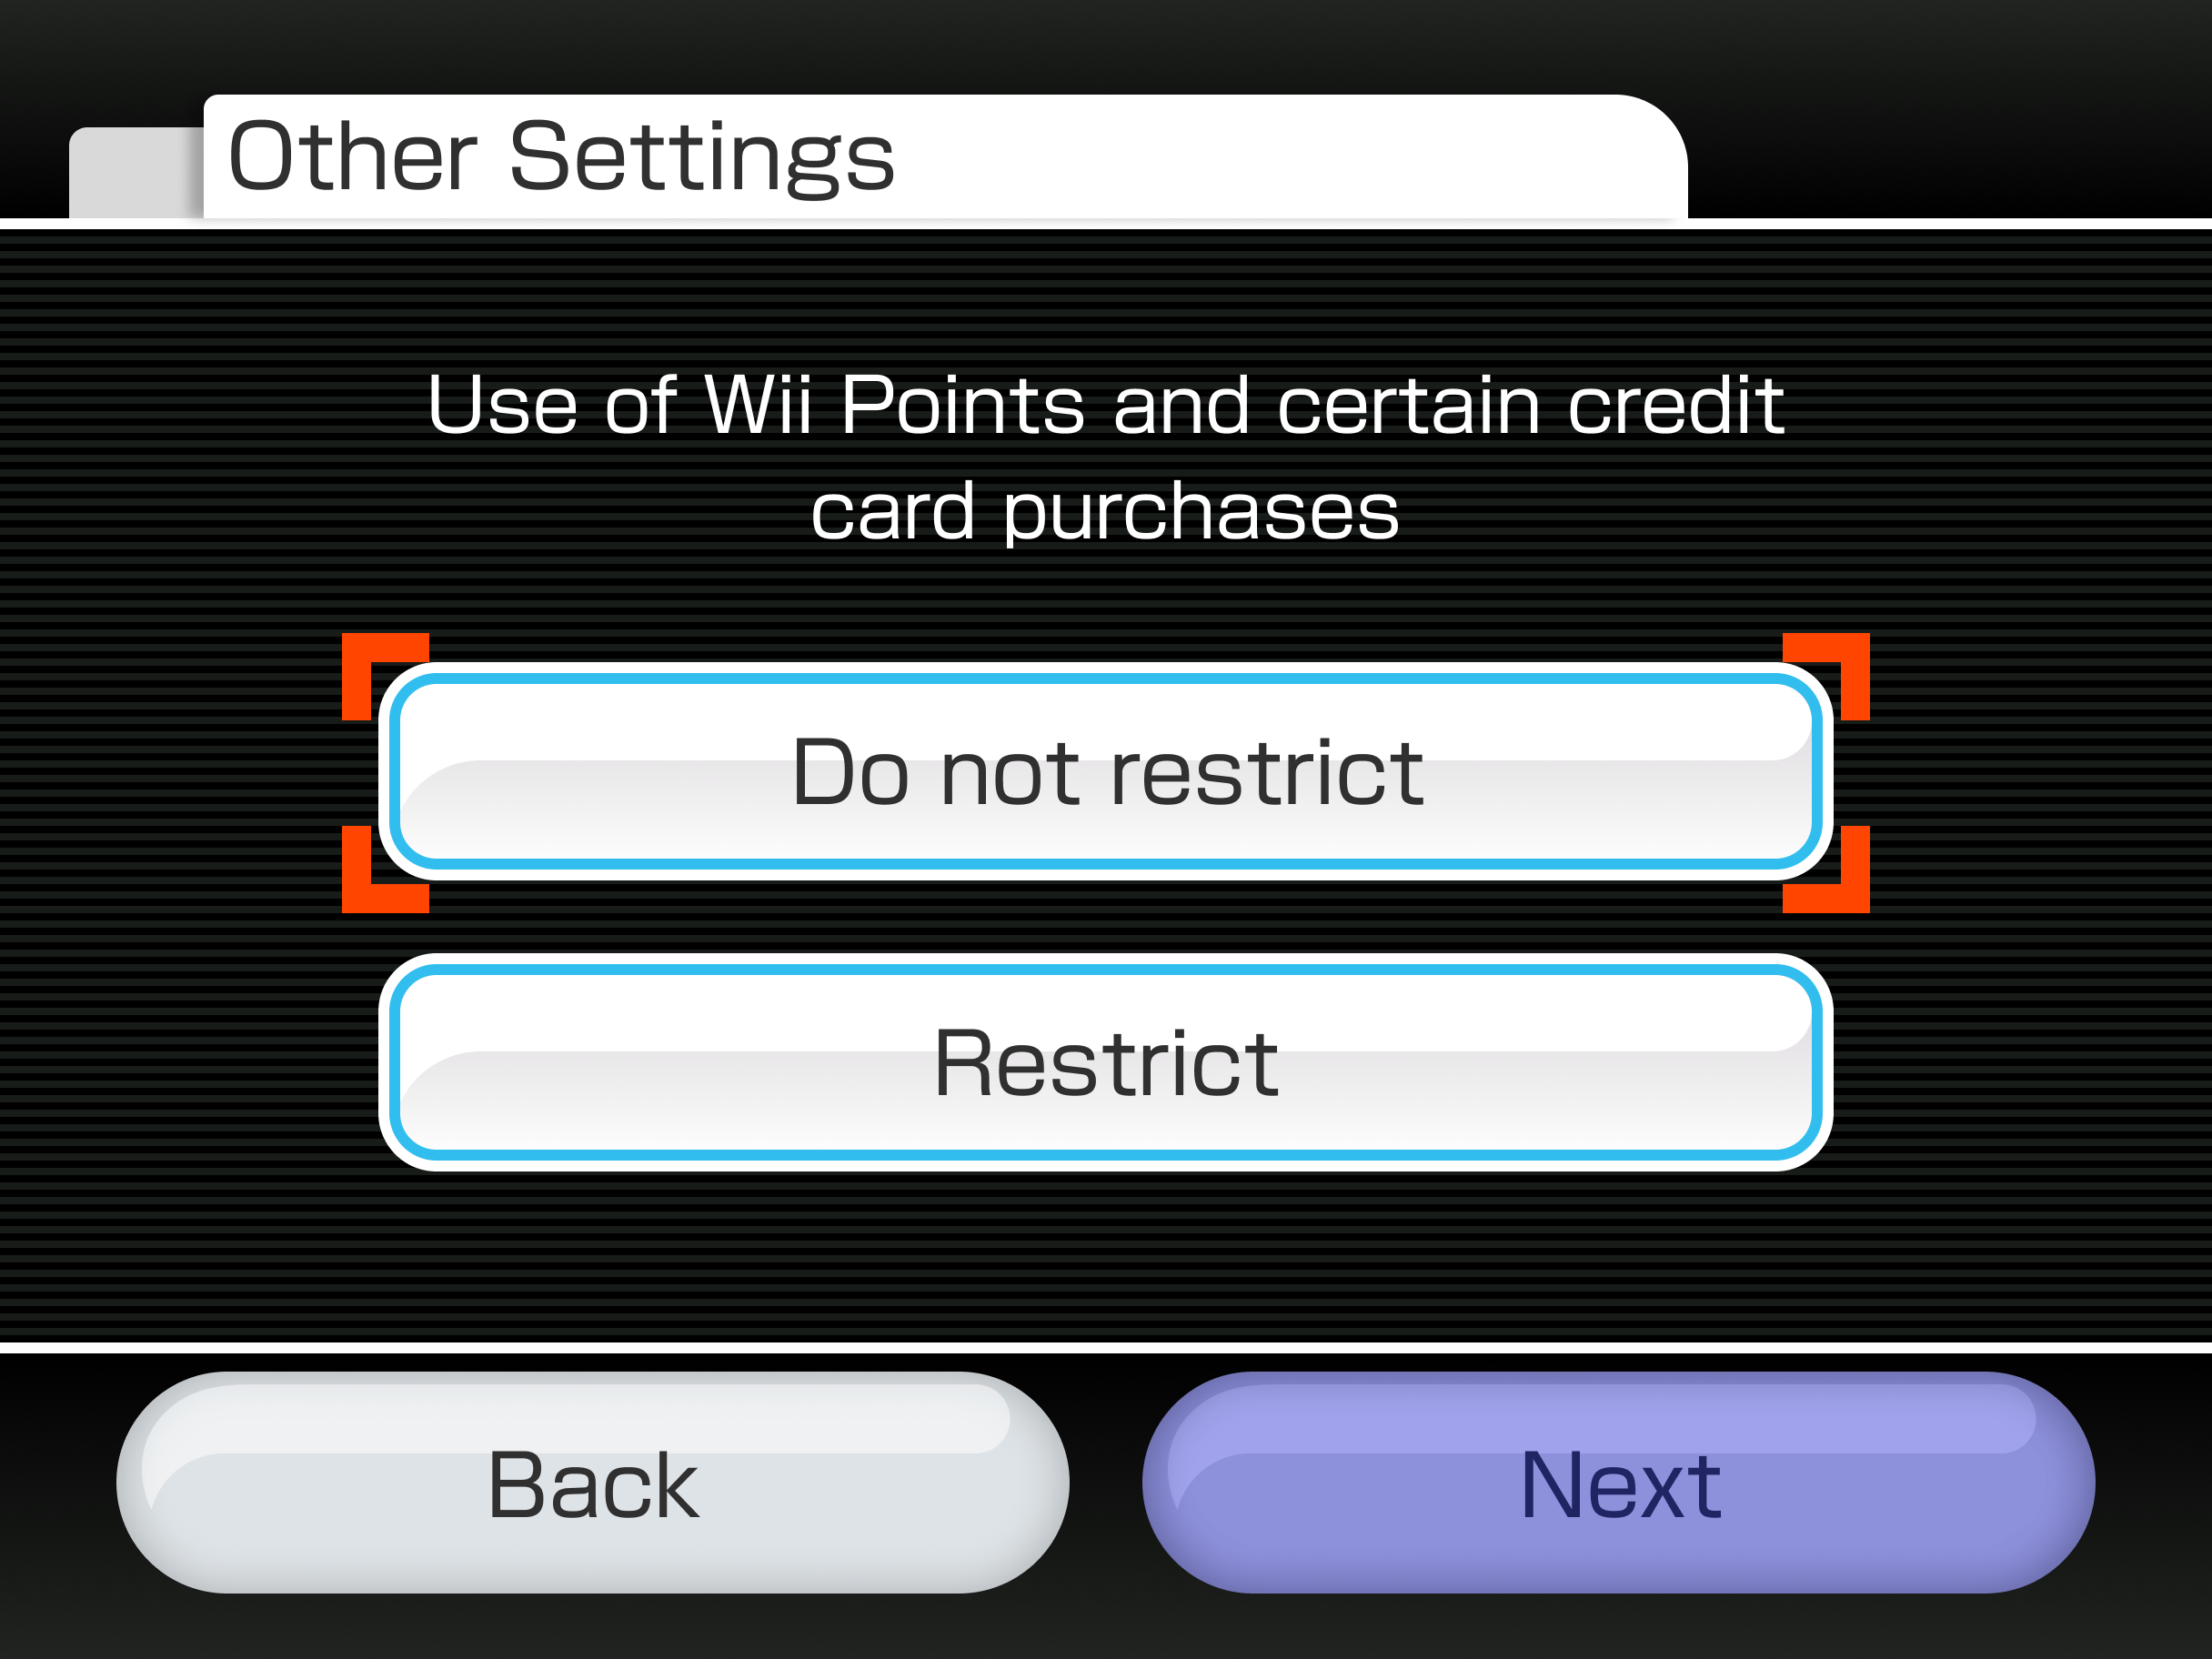 Other Settings
Use of Wii Points and certain credit
card purchases
Do not restrict
Restrict
Back
Next